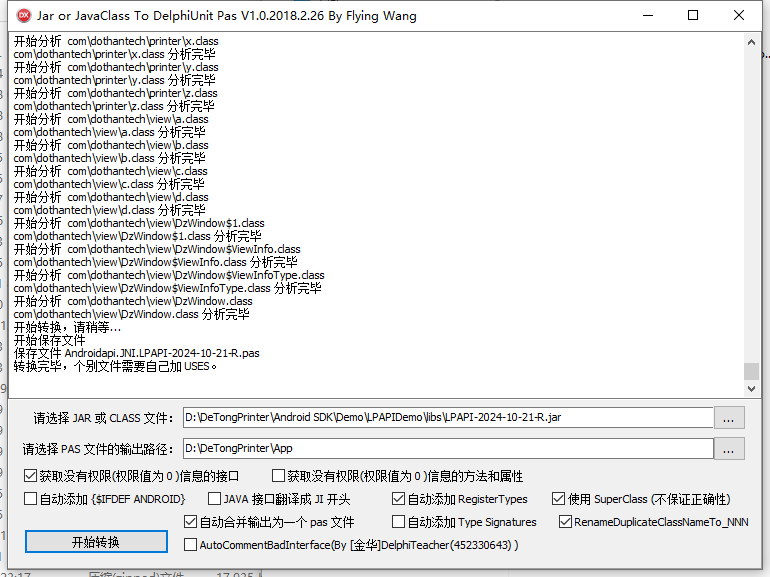 Jar or JavaClass To DelphiUnit Pas V1.0.2018.2.26 By Flying Wang
开始分析 com\dothantech\printer\x.class
com\dothantech\printer\x.class 分析完毕
开始分析 com\dothantech\printer\y.class
com\dothantech\printer\y.class 分析完毕
开始分析 com\dothantech\printer\z.class
com\dothantech\printer\z.class 分析完毕
开始分析 com\dothantech\view\a.class
com\dothantech\view\a.class 分析完毕
开始分析 com\dothantech\view\b.class
com\dothantech\view\b.class 分析完毕
开始分析 com\dothantech\view\c.class
com\dothantech\view\c.class 分析完毕
开始分析 com\dothantech\view\d.class
com\dothantech\view\d.class 分析完毕
开始分析 com\dothantech\view\DzWindow$1.class
com\dothantech\view\DzWindow$1.class 分析完毕
开始分析 com\dothantech\view\DzWindow$ViewInfo.class
com\dothantech\view\DzWindow$ViewInfo.class 分析完毕
开始分析 com\dothantech\view\DzWindow$ViewInfoType.class
com\dothantech\view\DzWindow$ViewInfoType.class 分析完毕
开始分析 com\dothantech\view\DzWindow.class
com\dothantech\view\DzWindow.class 分析完毕
开始转换，请稍等...
开始保存文件
保存文件 Androidapi.JNI.LPAPI-2024-10-21-R.pas
转换完毕，个别文件需要自己加 USES。
请选择 JAR 或 CLASS 文件： D:\DeTongPrinter\Android SDK\Demo\LPAPIDemo\libs\LPAPI-2024-10-21-R.jar ...
请选择 PAS 文件的输出路径： D:\DeTongPrinter\App ...
获取没有权限(权限值为 0 )信息的接口 获取没有权限(权限值为 0 )信息的方法和属性
自动添加 {$IFDEF ANDROID} JAVA 接口翻译成 JI 开头 自动添加 RegisterTypes 使用 SuperClass (不保证正确性)
自动合并输出为一个 pas 文件 自动添加 Type Signatures RenameDuplicateClassNameTo_NNN
开始转换 AutoCommentBadInterface(By [金华]DelphiTeacher(452330643) )